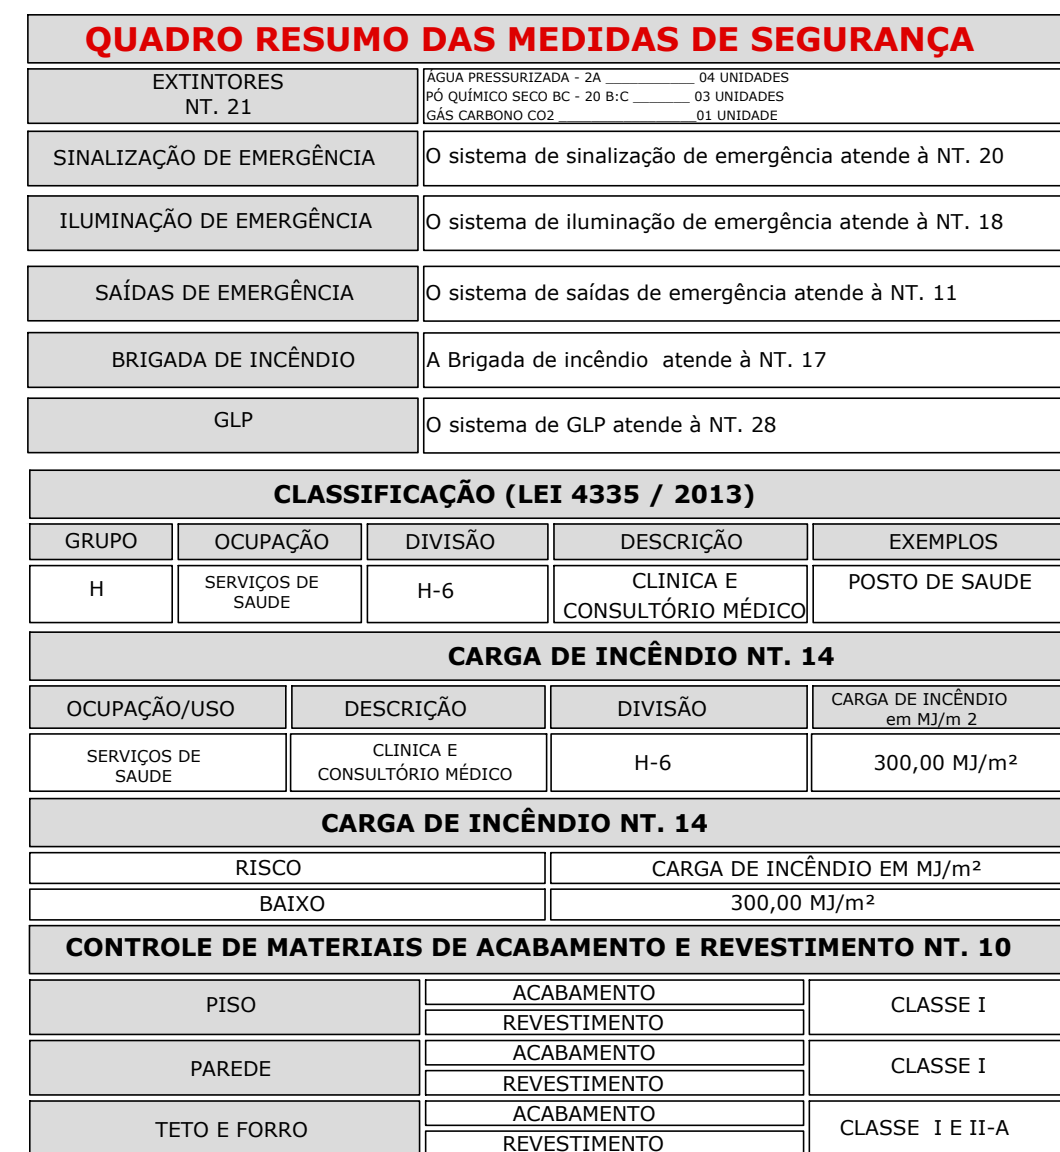 QUADRO RESUMO DAS MEDIDAS DE SEGURANÇA
EXTINTORES
NT. 21
ÁGUA PRESSURIZADA - 2A ___________ 04 UNIDADES
PÓ QUÍMICO SECO BC - 20 B:C _______ 03 UNIDADES
GÁS CARBONO CO2 _________________01 UNIDADE
SINALIZAÇÃO DE EMERGÊNCIA
O sistema de sinalização de emergência atende à NT. 20
ILUMINAÇÃO DE EMERGÊNCIA
O sistema de iluminação de emergência atende à NT. 18
SAÍDAS DE EMERGÊNCIA
O sistema de saídas de emergência atende à NT. 11
BRIGADA DE INCÊNDIO
A Brigada de incêndio atende à NT. 17
GLP
O sistema de GLP atende à NT. 28
CLASSIFICAÇÃO (LEI 4335 / 2013)
GRUPO
OCUPAÇÃO
DIVISÃO
DESCRIÇÃO
EXEMPLOS
H
SERVIÇOS DE
SAUDE
H-6
CLINICA E
CONSULTÓRIO MÉDICO
POSTO DE SAUDE
CARGA DE INCÊNDIO NT. 14
OCUPAÇÃO/USO
DESCRIÇÃO
DIVISÃO
CARGA DE INCÊNDIO
em MJ/m 2
SERVIÇOS DE
SAUDE
CLINICA E
CONSULTÓRIO MÉDICO
H-6
300,00 MJ/m²
CARGA DE INCÊNDIO NT. 14
RISCO
CARGA DE INCÊNDIO EM MJ/m²
BAIXO
300,00 MJ/m²
CONTROLE DE MATERIAIS DE ACABAMENTO E REVESTIMENTO NT. 10
PISO
ACABAMENTO
REVESTIMENTO
CLASSE I
PAREDE
ACABAMENTO
REVESTIMENTO
CLASSE I
TETO E FORRO
ACABAMENTO
REVESTIMENTO
CLASSE I E II-A